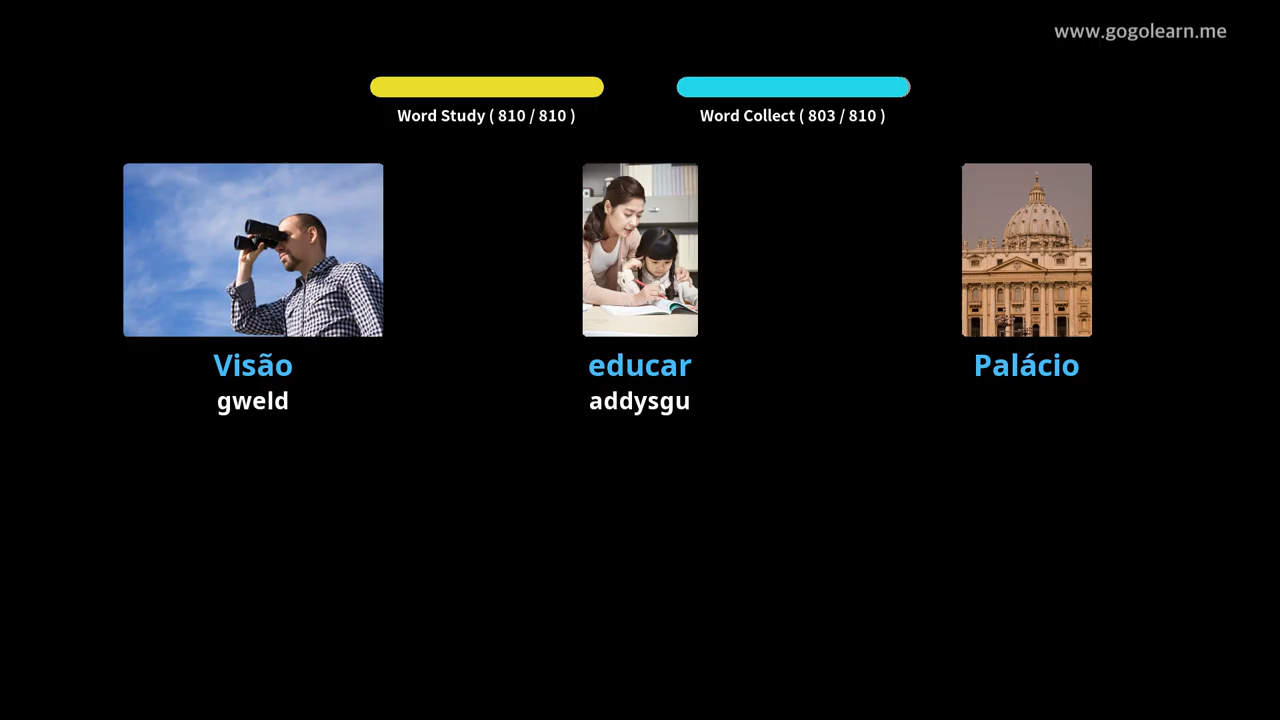 www.gogolearn.me
Word Study ( 810 / 810 )
Word Collect ( 803 / 810 )
Visão
gweld
educar
addysgu
Palácio